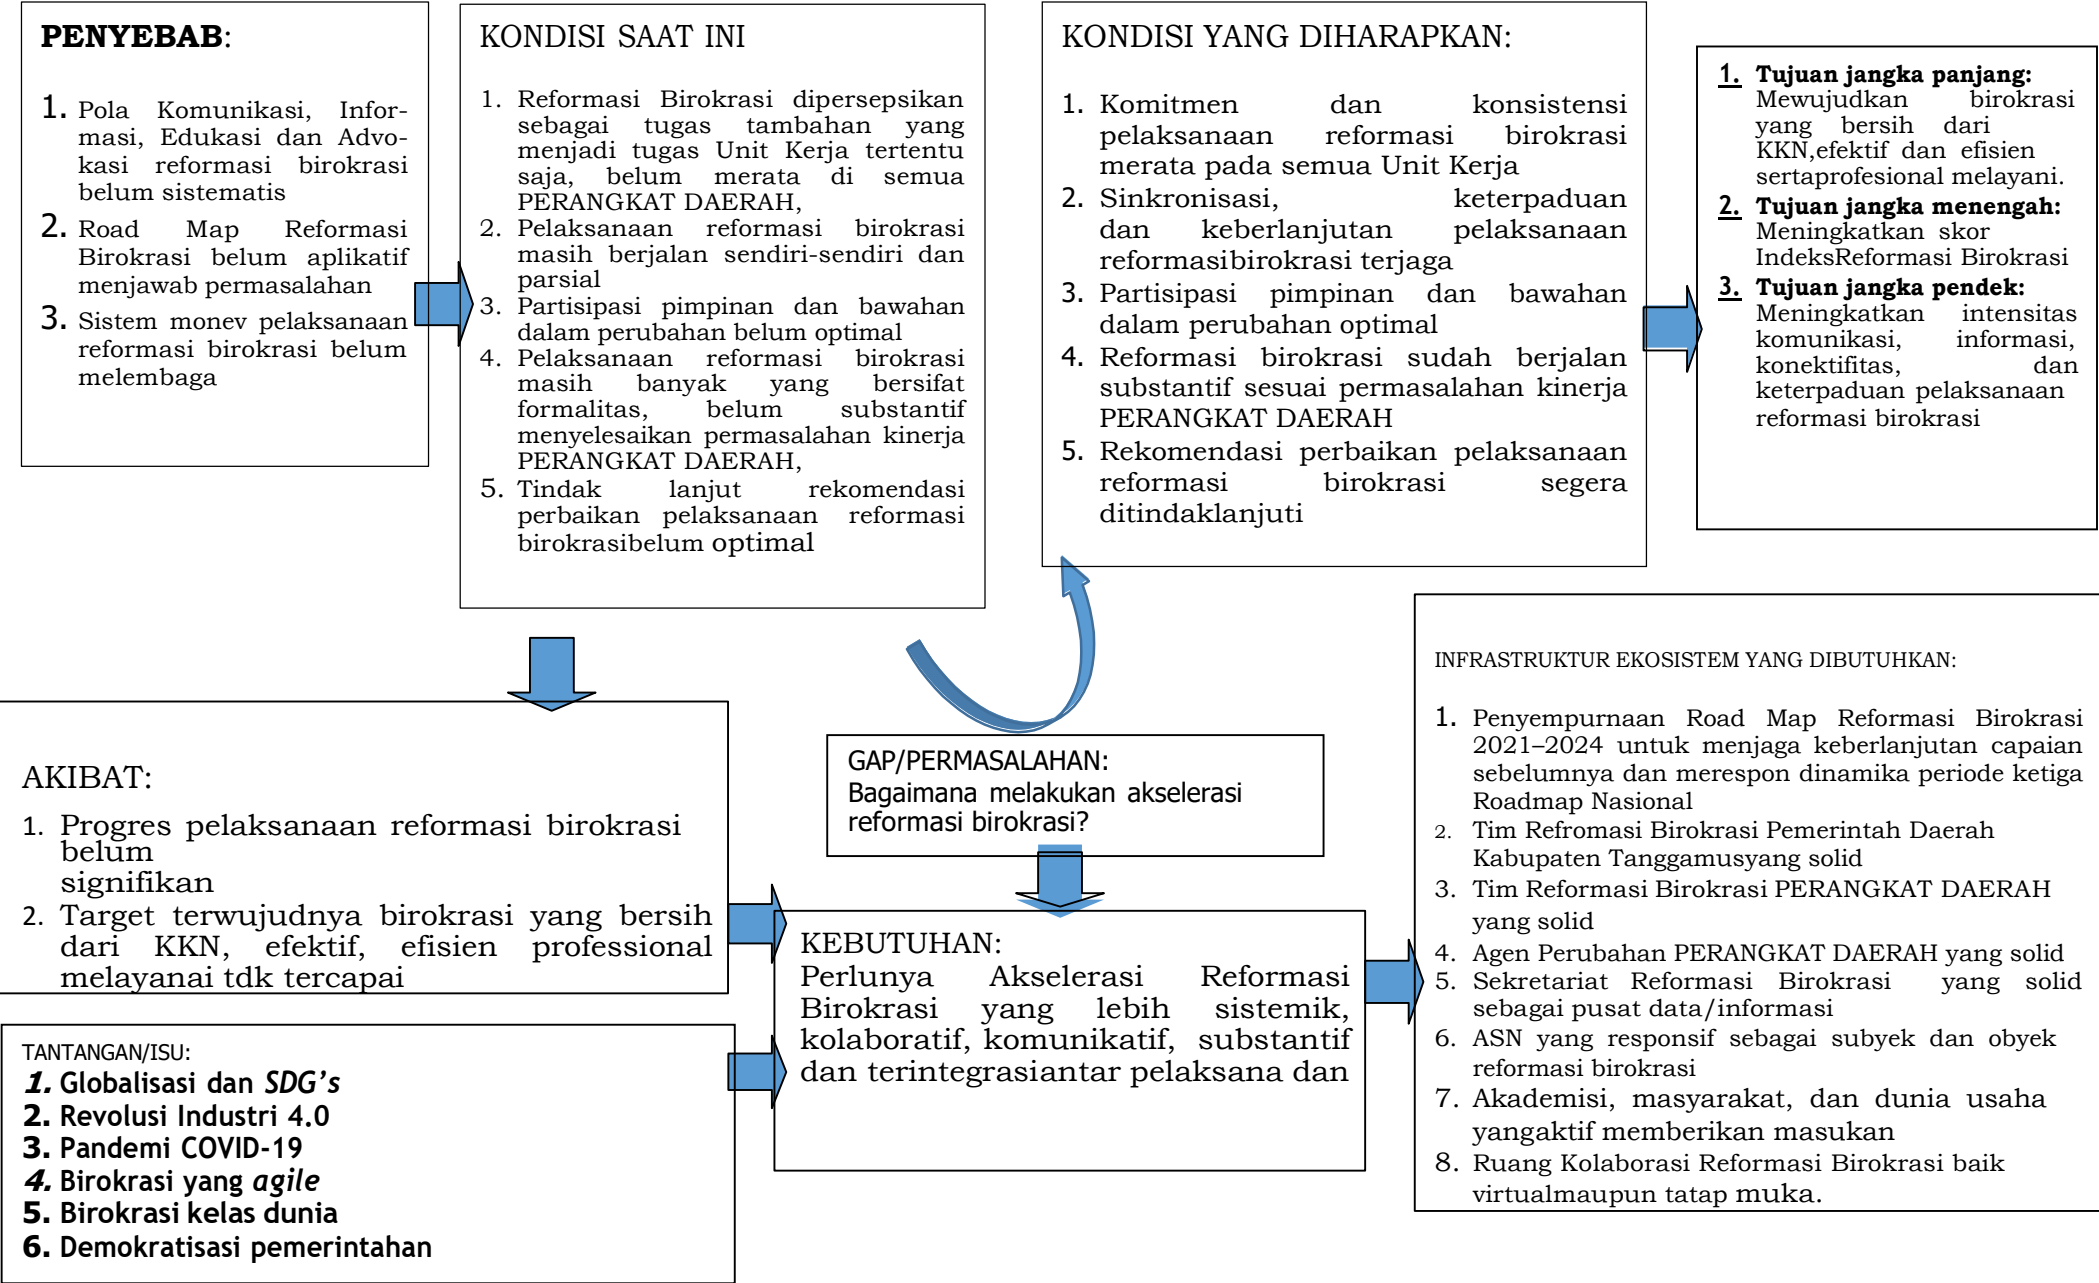 PENYEBAB:
1. Pola Komunikasi, Infor-
masi, Edukasi dan Advo-
kasi reformasi birokrasi
belum sistematis
2. Road Map Reformasi
Birokrasi belum aplikatif
menjawab permasalahan
3. Sistem monev pelaksanaan
reformasi birokrasi belum
melembaga
KONDISI SAAT INI
1. Reformasi Birokrasi dipersepsikan
sebagai tugas tambahan yang
menjadi tugas Unit Kerja tertentu
saja, belum merata di semua
PERANGKAT DAERAH,
2. Pelaksanaan reformasi birokrasi
masih berjalan sendiri-sendiri dan
parsial
3. Partisipasi pimpinan dan bawahan
dalam perubahan belum optimal
4. Pelaksanaan reformasi birokrasi
masih banyak yang bersifat
formalitas, belum substantif
menyelesaikan permasalahan kinerja
PERANGKAT DAERAH,
5. Tindak lanjut rekomendasi
perbaikan pelaksanaan reformasi
birokrasibelum optimal
KONDISI YANG DIHARAPKAN:
1. Komitmen dan konsistensi
pelaksanaan reformasi birokrasi
merata pada semua Unit Kerja
2. Sinkronisasi, keterpaduan
dan keberlanjutan pelaksanaan
reformasibirokrasi terjaga
3. Partisipasi pimpinan dan bawahan
dalam perubahan optimal
4. Reformasi birokrasi sudah berjalan
substantif sesuai permasalahan kinerja
PERANGKAT DAERAH
5. Rekomendasi perbaikan pelaksanaan
reformasi birokrasi segera
ditindaklanjuti
1. Tujuan jangka panjang:
Mewujudkan birokrasi
yang bersih dari
KKN,efektif dan efisien
sertaprofesional melayani.
2. Tujuan jangka menengah:
Meningkatkan skor
IndeksReformasi Birokrasi
3. Tujuan jangka pendek:
Meningkatkan intensitas
komunikasi, informasi,
konektifitas, dan
keterpaduan pelaksanaan
reformasi birokrasi
AKIBAT:
1. Progres pelaksanaan reformasi birokrasi
belum
signifikan
2. Target terwujudnya birokrasi yang bersih
dari KKN, efektif, efisien professional
melayanai tdk tercapai
TANTANGAN/ISU:
1. Globalisasi dan SDG’s
2. Revolusi Industri 4.0
3. Pandemi COVID-19
4. Birokrasi yang agile
5. Birokrasi kelas dunia
6. Demokratisasi pemerintahan
GAP/PERMASALAHAN:
Bagaimana melakukan akselerasi
reformasi birokrasi?
KEBUTUHAN:
Perlunya Akselerasi Reformasi
Birokrasi yang lebih sistemik,
kolaboratif, komunikatif, substantif
dan terintegrasiantar pelaksana dan
INFRASTRUKTUR EKOSISTEM YANG DIBUTUHKAN:
1. Penyempurnaan Road Map Reformasi Birokrasi
2021–2024 untuk menjaga keberlanjutan capaian
sebelumnya dan merespon dinamika periode ketiga
Roadmap Nasional
2. Tim Refromasi Birokrasi Pemerintah Daerah
Kabupaten Tanggamusyang solid
3. Tim Reformasi Birokrasi PERANGKAT DAERAH
yang solid
4. Agen Perubahan PERANGKAT DAERAH yang solid
5. Sekretariat Reformasi Birokrasi yang solid
sebagai pusat data/informasi
6. ASN yang responsif sebagai subyek dan obyek
reformasi birokrasi
7. Akademisi, masyarakat, dan dunia usaha
yangaktif memberikan masukan
8. Ruang Kolaborasi Reformasi Birokrasi baik
virtualmaupun tatap muka.